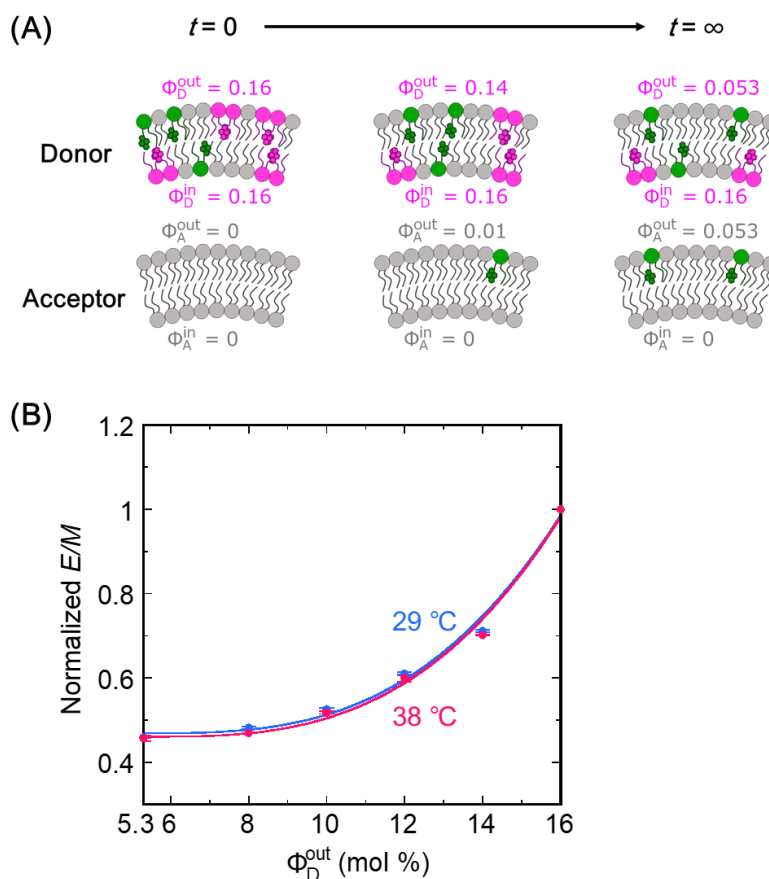 (A)
t = 0
t = ∞
Φ_D^out = 0.16
Φ_D^out = 0.14
Φ_D^out = 0.053
Donor
Φ_D^in = 0.16
Φ_D^in = 0.16
Φ_D^in = 0.16
Φ_A^out = 0
Φ_A^out = 0.01
Φ_A^out = 0.053
Acceptor
Φ_A^in = 0
Φ_A^in = 0
Φ_A^in = 0
(B)
1.2
1
0.8
0.6
0.4
Normalized E/M
29 °C
38 °C
5.3 6 8 10 12 14 16
Φ_D^out (mol %)